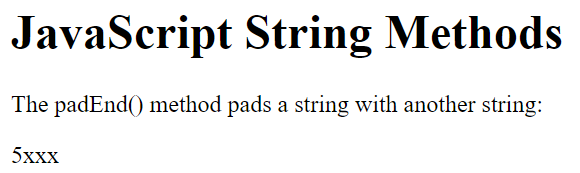 JavaScript String Methods
The padEnd() method pads a string with another string:
5xxx